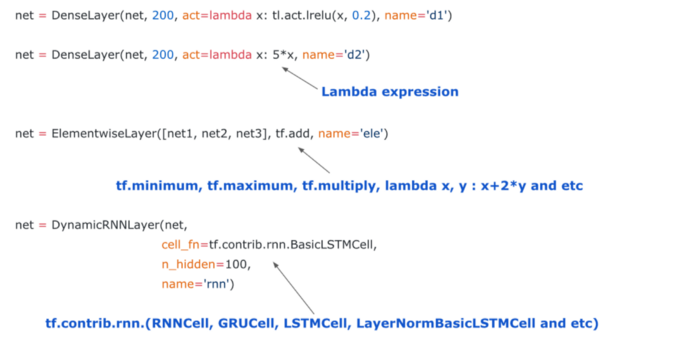 net = DenseLayer(net, 200, act=lambda x: tl.act.lrelu(x, 0.2), name='d1')
net = DenseLayer(net, 200, act=lambda x: 5*x, name='d2')
Lambda expression
net = ElementwiseLayer([net1, net2, net3], tf.add, name='ele')
tf.minimum, tf.maximum, tf.multiply, lambda x, y : x+2*y and etc
net = DynamicRNNLayer(net,
cell_fn=tf.contrib.rnn.BasicLSTMCell,
n_hidden=100,
name='rnn')
tf.contrib.rnn.(RNNCell, GRUCell, LSTMCell, LayerNormBasicLSTMCell and etc)